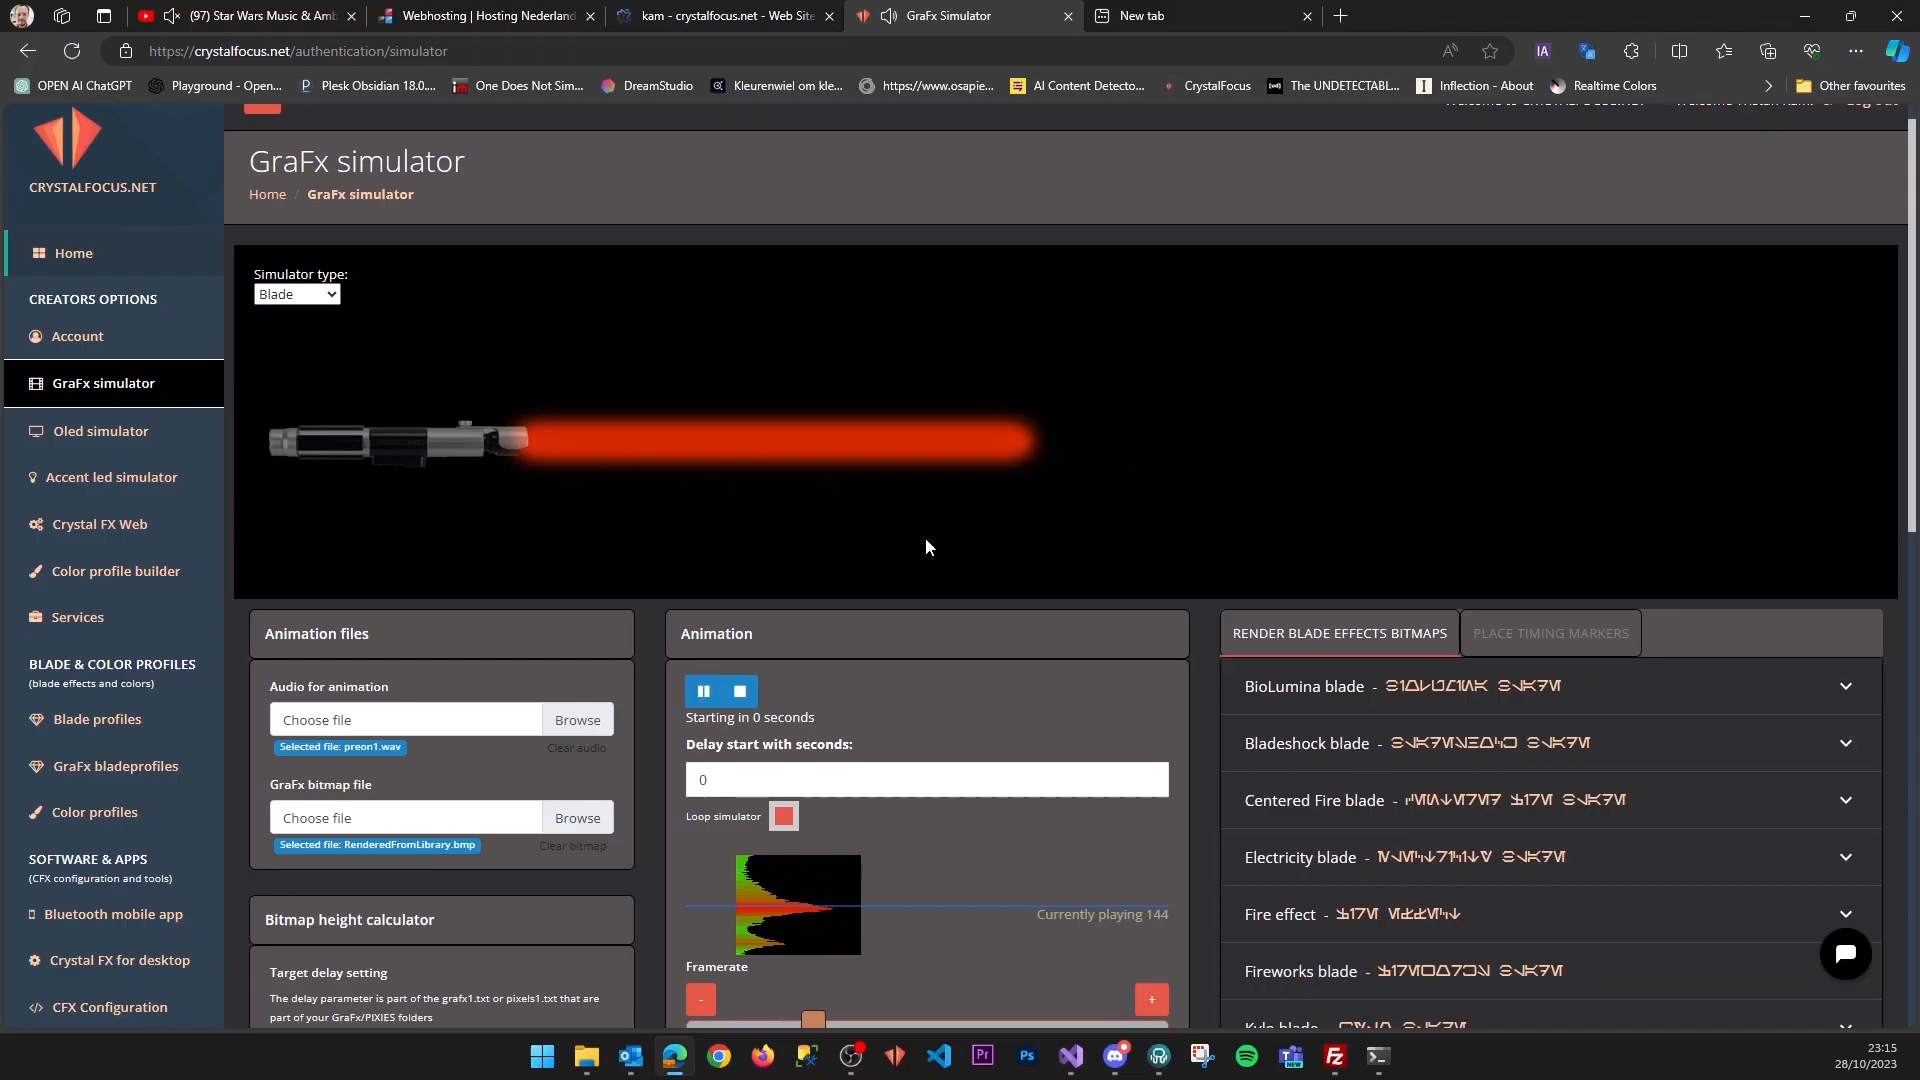 (97) Star Wars Music & Amb
Webhosting | Hosting Nederland
kam - crystalfocus.net - Web Site
GraFx Simulator
New tab
https://crystalfocus.net/authentication/simulator
OPEN AI ChatGPT
Playground - Open...
Plesk Obsidian 18.0....
One Does Not Sim...
DreamStudio
Kleurenwiel om kle...
https://www.osapie...
AI Content Detecto...
CrystalFocus
The UNDETECTABL...
Inflection - About
Realtime Colors
Other favourites
CRYSTALFOCUS.NET
Home
CREATORS OPTIONS
Account
GraFx simulator
Oled simulator
Accent led simulator
Crystal FX Web
Color profile builder
Services
BLADE & COLOR PROFILES
(blade effects and colors)
Blade profiles
GraFx bladeprofiles
Color profiles
SOFTWARE & APPS
(CFX configuration and tools)
Bluetooth mobile app
Crystal FX for desktop
CFX Configuration
GraFx simulator
Home / GraFx simulator
Simulator type:
Blade
Animation files
Audio for animation
Choose file
Browse
Selected file: preon1.wav
Clear audio
GraFx bitmap file
Choose file
Browse
Selected file: RenderedFromLibrary.bmp
Clear bitmap
Bitmap height calculator
Target delay setting
The delay parameter is part of the grafx1.txt or pixels1.txt that are
part of your GraFx/PIXIES folders
Animation
Starting in 0 seconds
Delay start with seconds:
0
Loop simulator
Currently playing 144
Framerate
-
+
RENDER BLADE EFFECTS BITMAPS
PLACE TIMING MARKERS
BioLumina blade -
Bladeshock blade -
Centered Fire blade -
Electricity blade -
Fire effect -
Fireworks blade -
Kylo blade
23:15
28/10/2023